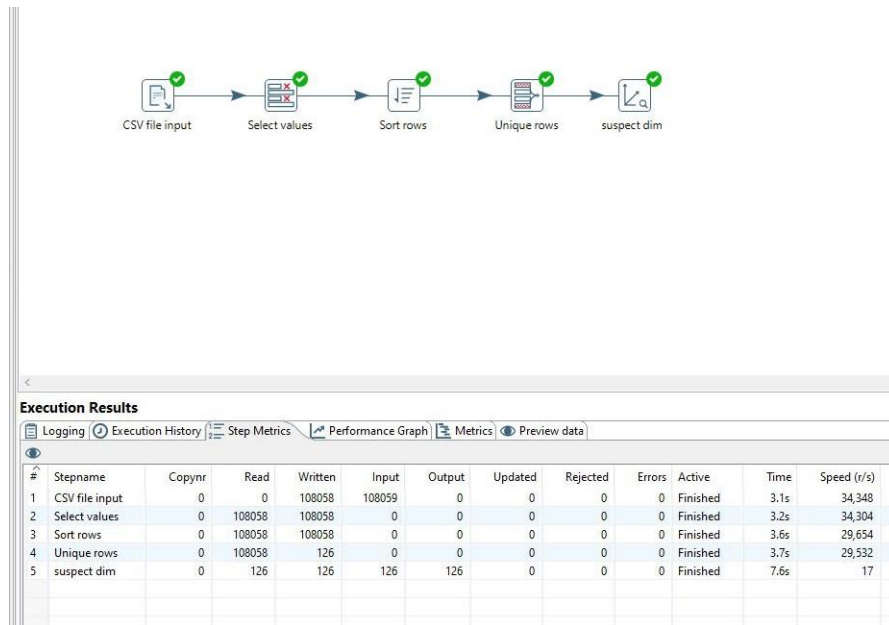 CSV file input Select values Sort rows Unique rows suspect dim
Execution Results
Logging Execution History Step Metrics Performance Graph Metrics Preview data
# Stepname Copynr Read Written Input Output Updated Rejected Errors Active Time Speed (r/s)
1 CSV file input 0 0 108058 108059 0 0 0 0 Finished 3.1s 34,348
2 Select values 0 108058 108058 0 0 0 0 0 Finished 3.2s 34,304
3 Sort rows 0 108058 108058 0 0 0 0 0 Finished 3.6s 29,654
4 Unique rows 0 108058 126 0 0 0 0 0 Finished 3.7s 29,532
5 suspect dim 0 126 126 126 126 0 0 0 Finished 7.6s 17